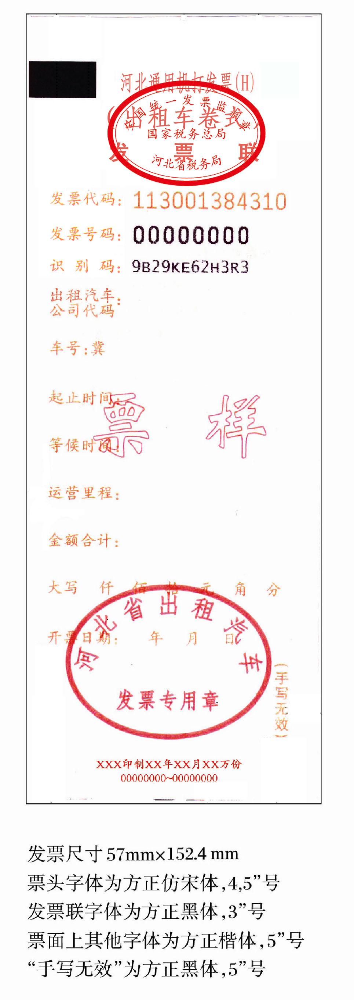 河北通用机打发票(H)
(出租车卷式)
全国统一发票监制章
国家税务总局
河北省税务局
发票联
发票代码: 113001384310
发票号码: 00000000
识别码: 9B29KE62H3R3
出租汽车
公司代码:
车号:冀
起止时间:
票样
等候时间:
运营里程:
金额合计:
大写 仟 佰 拾 元 角 分
河北省出租汽车
开票日期: 年 月 日
(手写无效)
发票专用章
XXX印制XX年XX月XX万份
00000000~00000000
发票尺寸57mm×152.4 mm
票头字体为方正仿宋体,4,5”号
发票联字体为方正黑体,3”号
票面上其他字体为方正楷体,5”号
“手写无效”为方正黑体,5”号